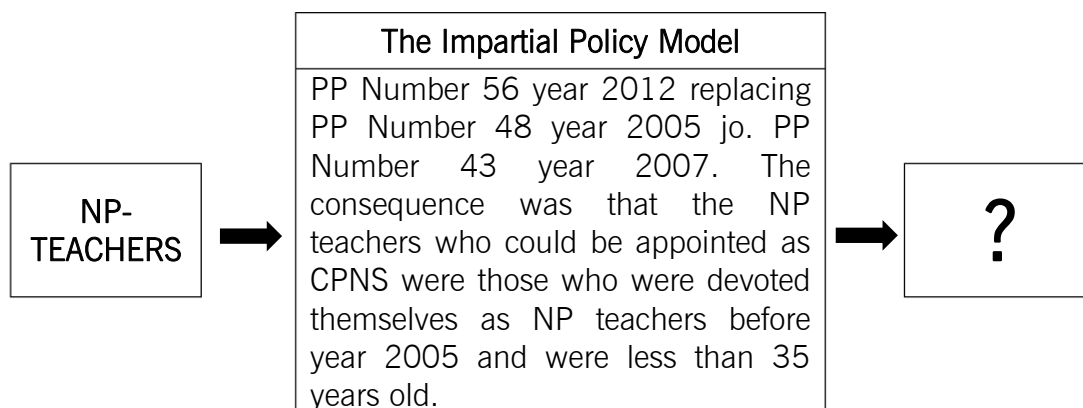 The Impartial Policy Model
PP Number 56 year 2012 replacing
PP Number 48 year 2005 jo. PP
Number 43 year 2007. The
consequence was that the NP
teachers who could be appointed as
CPNS were those who were devoted
themselves as NP teachers before
year 2005 and were less than 35
years old.
NP-
TEACHERS
?